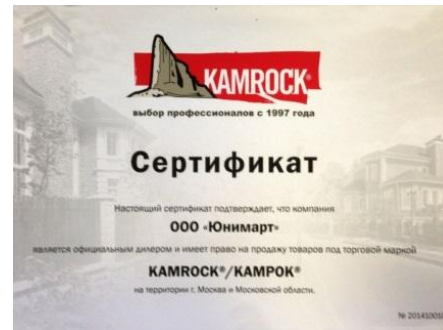 KAMROCK®
выбор профессионалов с 1997 года
Сертификат
Настоящий сертификат подтверждает, что компания
ООО «Юнимарт»
является официальным дилером и имеет право на продажу товаров под торговой маркой
KAMROCK®/КАМРОК®
на территории г. Москва и Московской области.